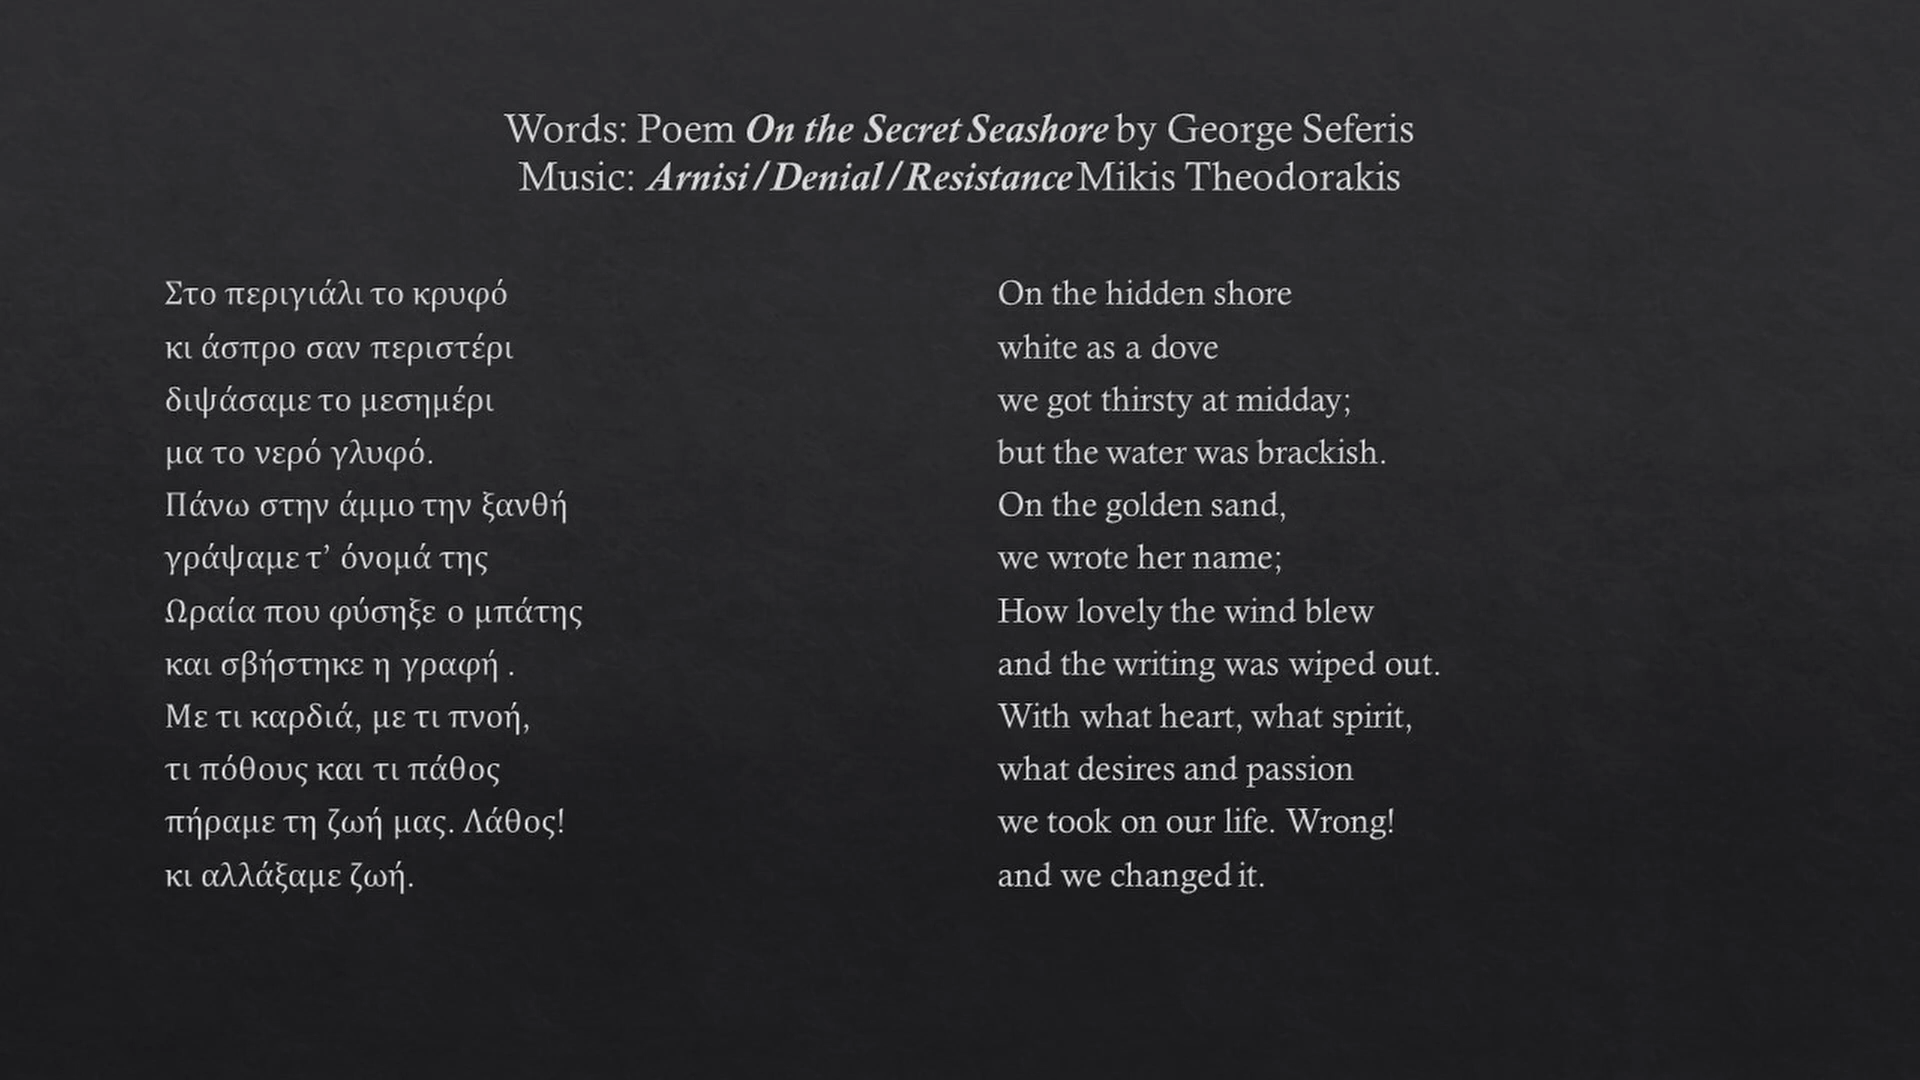 Words: Poem On the Secret Seashore by George Seferis
Music: Arnisi/Denial/Resistance Mikis Theodorakis
Στο περιγιάλι το κρυφό
κι άσπρο σαν περιστέρι
διψάσαμε το μεσημέρι
μα το νερό γλυφό.
Πάνω στην άμμο την ξανθή
γράψαμε τ’ όνομά της
Ωραία που φύσηξε ο μπάτης
και σβήστηκε η γραφή .
Με τι καρδιά, με τι πνοή,
τι πόθους και τι πάθος
πήραμε τη ζωή μας. Λάθος!
κι αλλάξαμε ζωή.
On the hidden shore
white as a dove
we got thirsty at midday;
but the water was brackish.
On the golden sand,
we wrote her name;
How lovely the wind blew
and the writing was wiped out.
With what heart, what spirit,
what desires and passion
we took on our life. Wrong!
and we changed it.